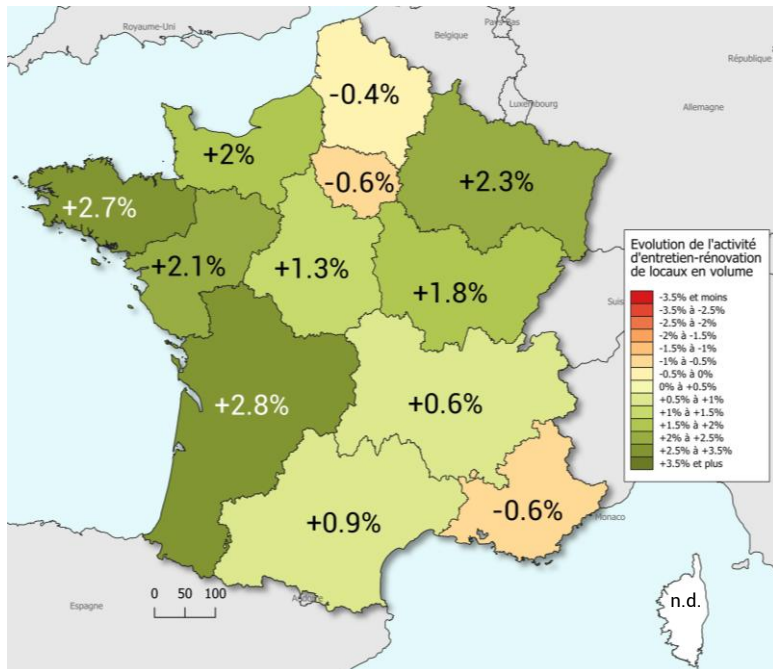 Royaume-Uni
Belgique
Pays-Bas
République
Luxembourg
Allemagne
-0.4%
+2%
-0.6%
+2.3%
+2.7%
+2.1%
+1.3%
+1.8%
Evolution de l'activité
d'entretien-rénovation
de locaux en volume
-3.5% et moins
-3.5% à -2.5%
-2.5% à -2%
-2% à -1.5%
-1.5% à -1%
-1% à -0.5%
-0.5% à 0%
0% à +0.5%
+0.5% à +1%
+1% à +1.5%
+1.5% à +2%
+2% à +2.5%
+2.5% à +3.5%
+3.5% et plus
Suis
+2.8%
+0.6%
+0.9%
-0.6%
Monaco
n.d.
0 50 100
Espagne
Andorre